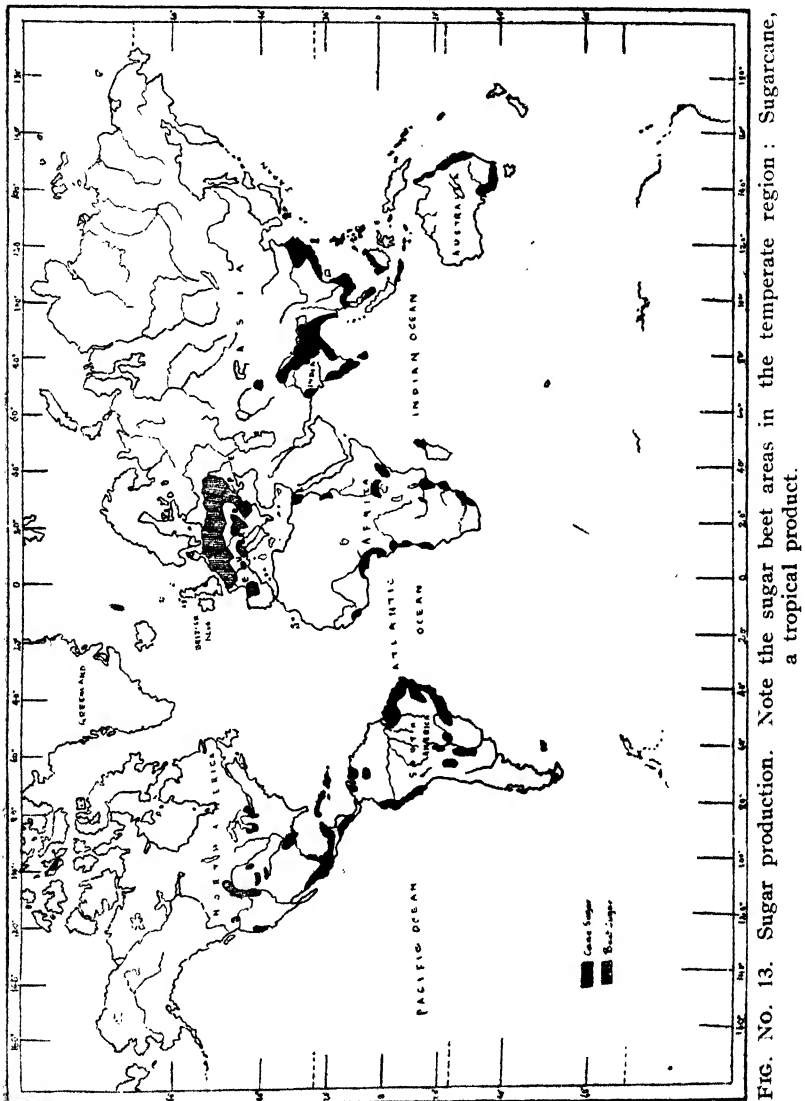 GREENLAND
BRITISH ISLES
NORTH AMERICA
EUROPE
ASIA
INDIA
AFRICA
ATLANTIC
OCEAN
SOUTH
AMERICA
PACIFIC OCEAN
INDIAN OCEAN
AUSTRALIA
Cane Sugar
Beet Sugar
FIG. NO. 13. Sugar production. Note the sugar beet areas in the temperate region : Sugarcane,
a tropical product.